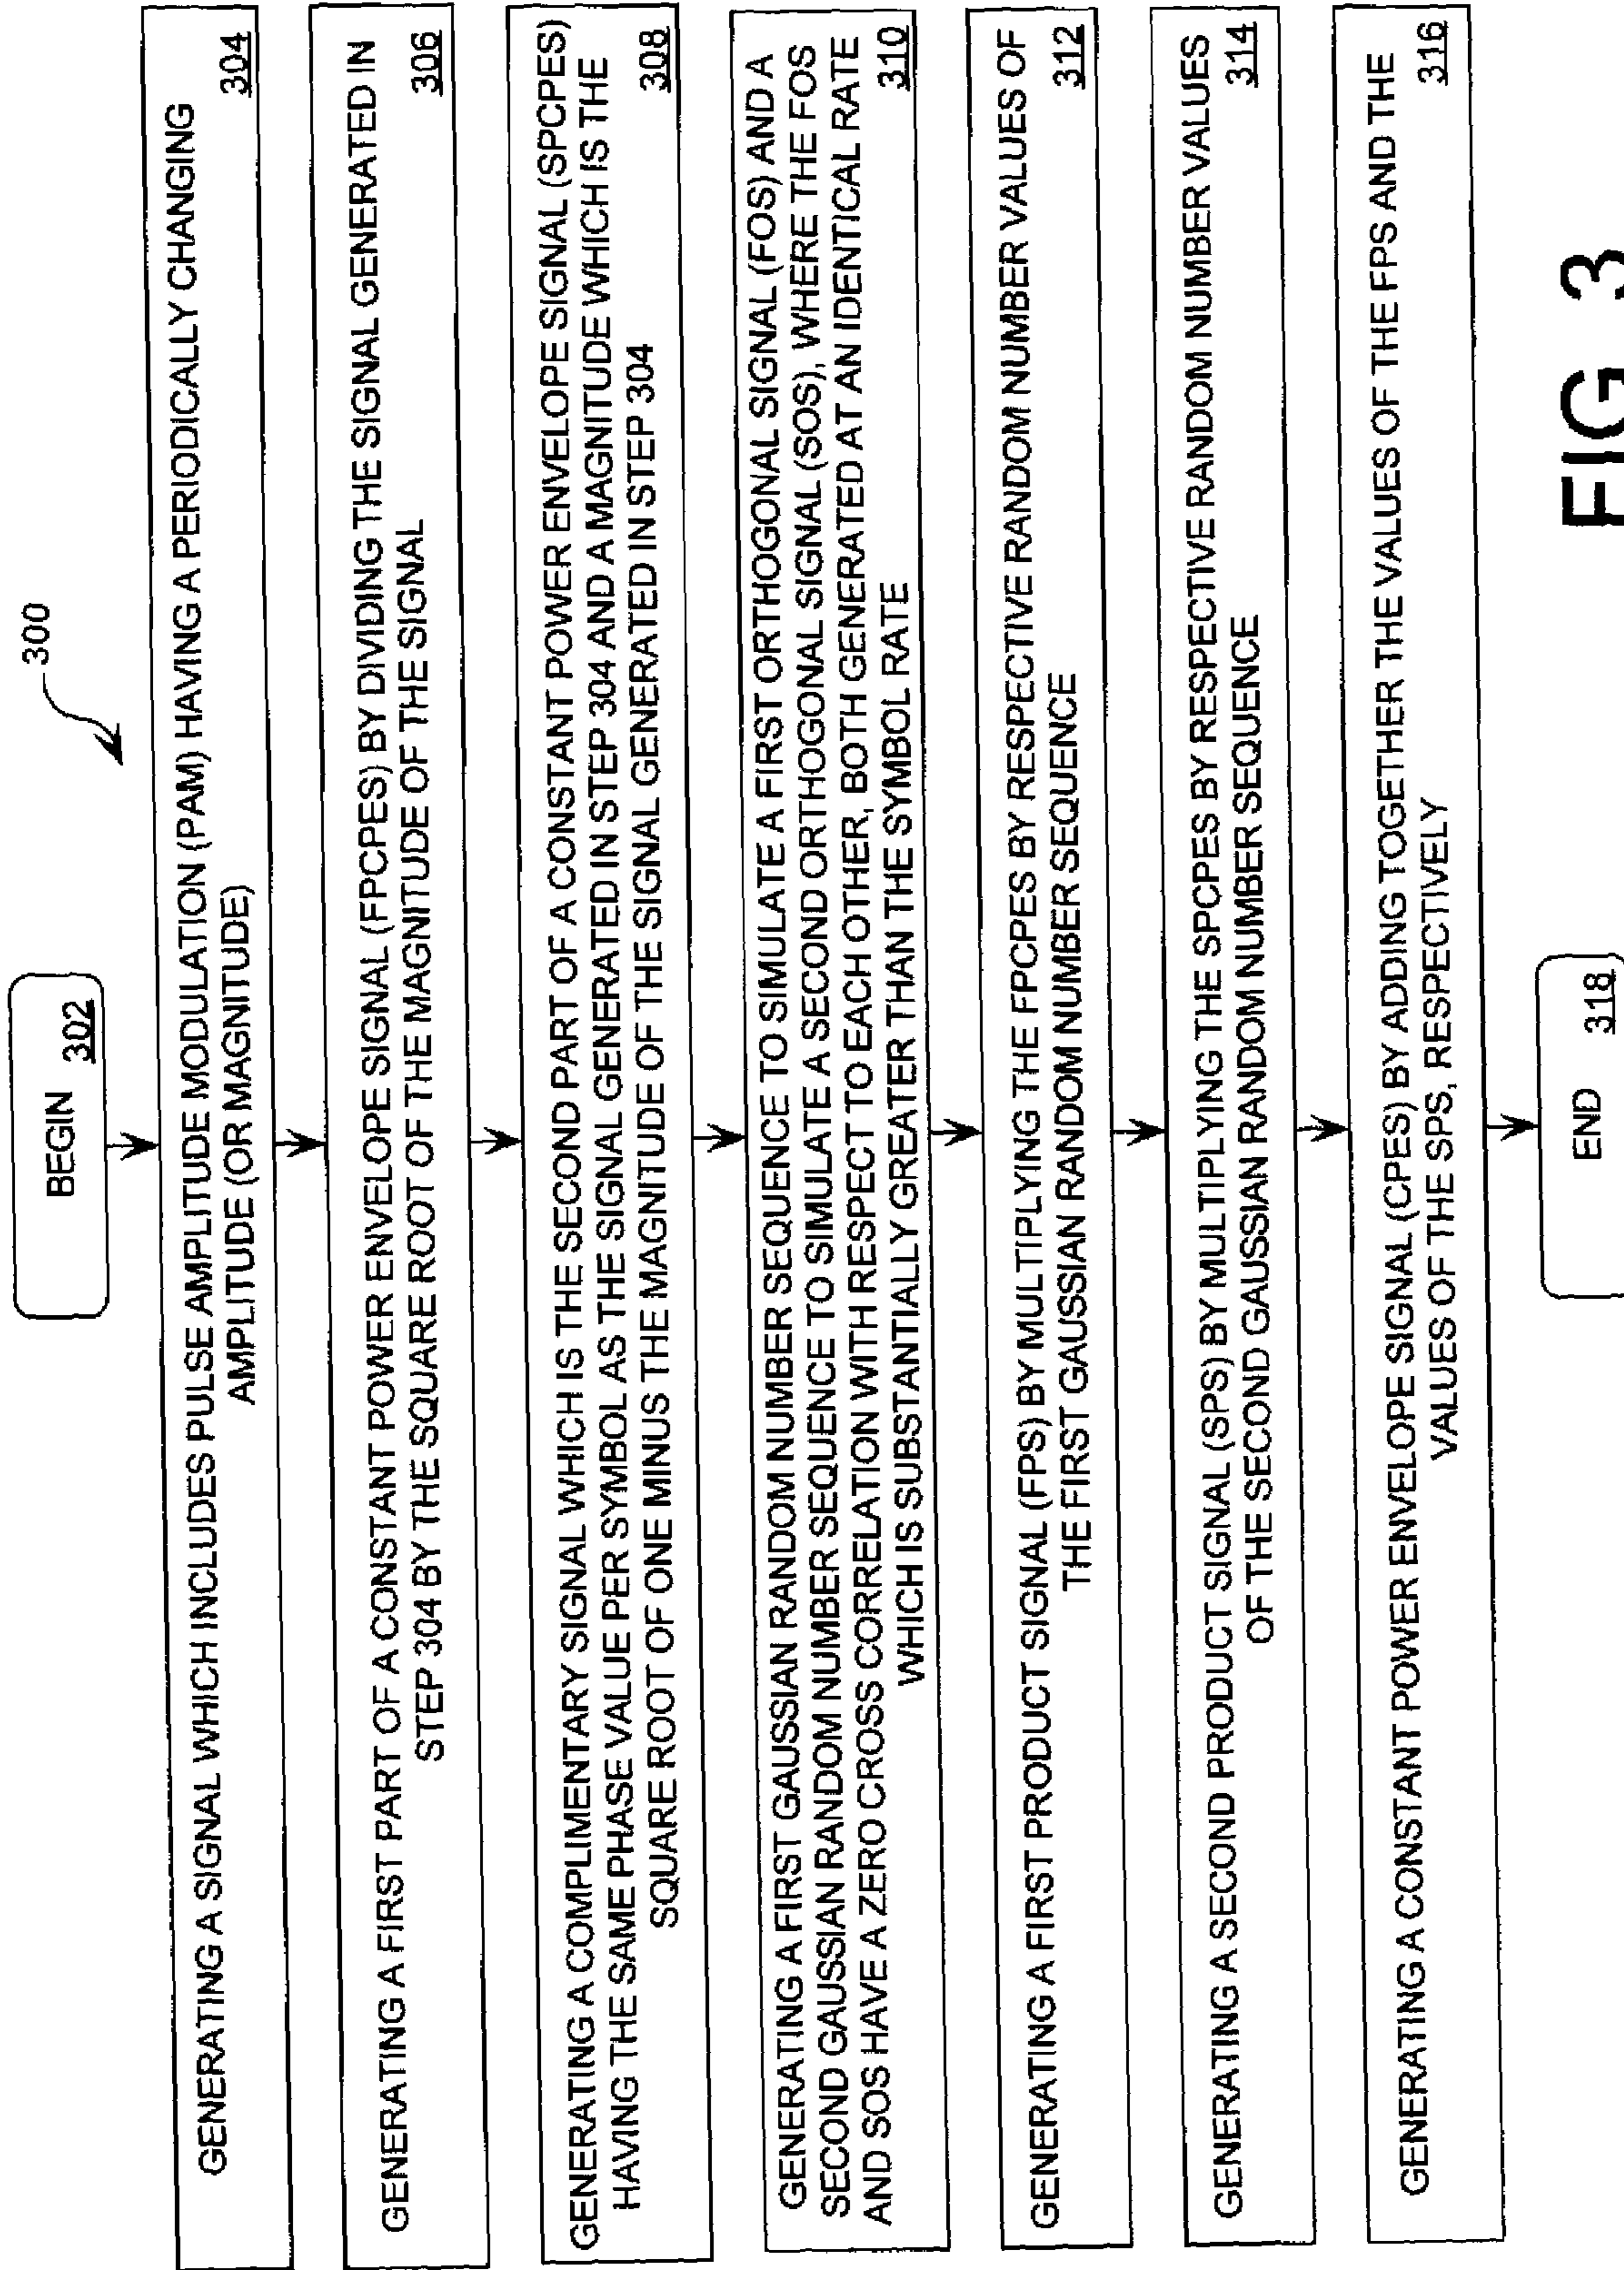 300
BEGIN 302
GENERATING A SIGNAL WHICH INCLUDES PULSE AMPLITUDE MODULATION (PAM) HAVING A PERIODICALLY CHANGING
AMPLITUDE (OR MAGNITUDE)
304
GENERATING A FIRST PART OF A CONSTANT POWER ENVELOPE SIGNAL (FPCPES) BY DIVIDING THE SIGNAL GENERATED IN
STEP 304 BY THE SQUARE ROOT OF THE MAGNITUDE OF THE SIGNAL
306
GENERATING A COMPLIMENTARY SIGNAL WHICH IS THE SECOND PART OF A CONSTANT POWER ENVELOPE SIGNAL (SPCPES)
HAVING THE SAME PHASE VALUE PER SYMBOL AS THE SIGNAL GENERATED IN STEP 304 AND A MAGNITUDE WHICH IS THE
SQUARE ROOT OF ONE MINUS THE MAGNITUDE OF THE SIGNAL GENERATED IN STEP 304
308
GENERATING A FIRST GAUSSIAN RANDOM NUMBER SEQUENCE TO SIMULATE A FIRST ORTHOGONAL SIGNAL (FOS) AND A
SECOND GAUSSIAN RANDOM NUMBER SEQUENCE TO SIMULATE A SECOND ORTHOGONAL SIGNAL (SOS), WHERE THE FOS
AND SOS HAVE A ZERO CROSS CORRELATION WITH RESPECT TO EACH OTHER, BOTH GENERATED AT AN IDENTICAL RATE
WHICH IS SUBSTANTIALLY GREATER THAN THE SYMBOL RATE
310
GENERATING A FIRST PRODUCT SIGNAL (FPS) BY MULTIPLYING THE FPCPES BY RESPECTIVE RANDOM NUMBER VALUES OF
THE FIRST GAUSSIAN RANDOM NUMBER SEQUENCE
312
GENERATING A SECOND PRODUCT SIGNAL (SPS) BY MULTIPLYING THE SPCPES BY RESPECTIVE RANDOM NUMBER VALUES
OF THE SECOND GAUSSIAN RANDOM NUMBER SEQUENCE
314
GENERATING A CONSTANT POWER ENVELOPE SIGNAL (CPES) BY ADDING TOGETHER THE VALUES OF THE FPS AND THE
VALUES OF THE SPS, RESPECTIVELY
316
END 318
FIG 3